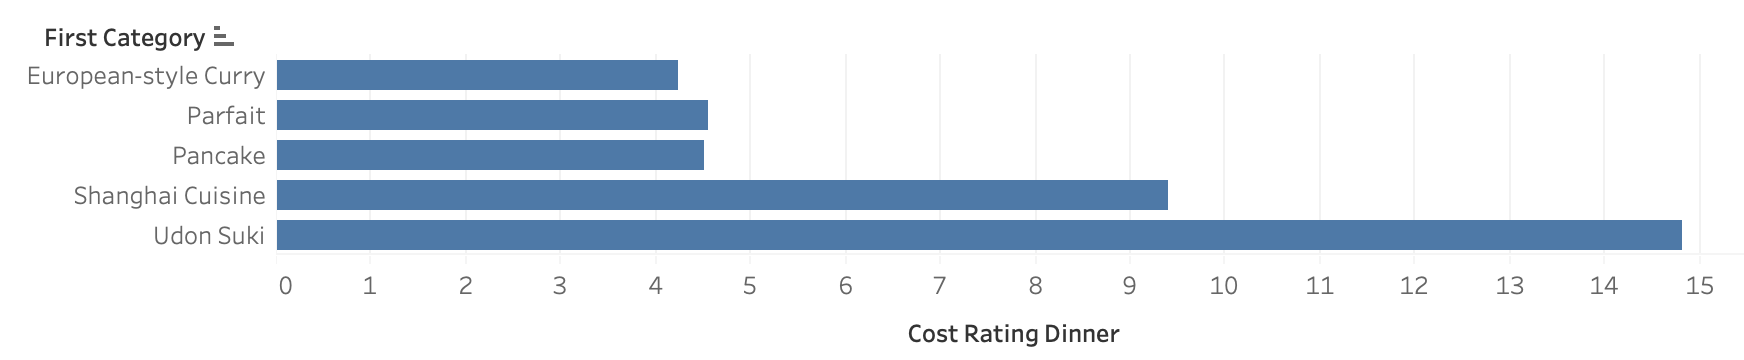 First Category
European-style Curry
Parfait
Pancake
Shanghai Cuisine
Udon Suki
0 1 2 3 4 5 6 7 8 9 10 11 12 13 14 15
Cost Rating Dinner